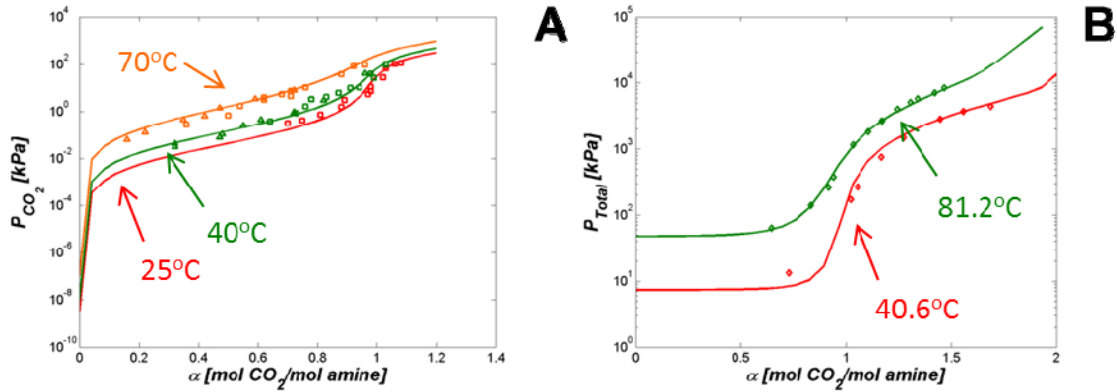 A
10^4
10^2
10^0
10^-2
10^-4
10^-6
10^-8
10^-10
P_CO2 [kPa]
70°C
40°C
25°C
0 0.2 0.4 0.6 0.8 1 1.2 1.4
α [mol CO2/mol amine]
B
10^5
10^4
10^3
10^2
10^1
10^0
P_Total [kPa]
81.2°C
40.6°C
0 0.5 1 1.5 2
α [mol CO2/mol amine]